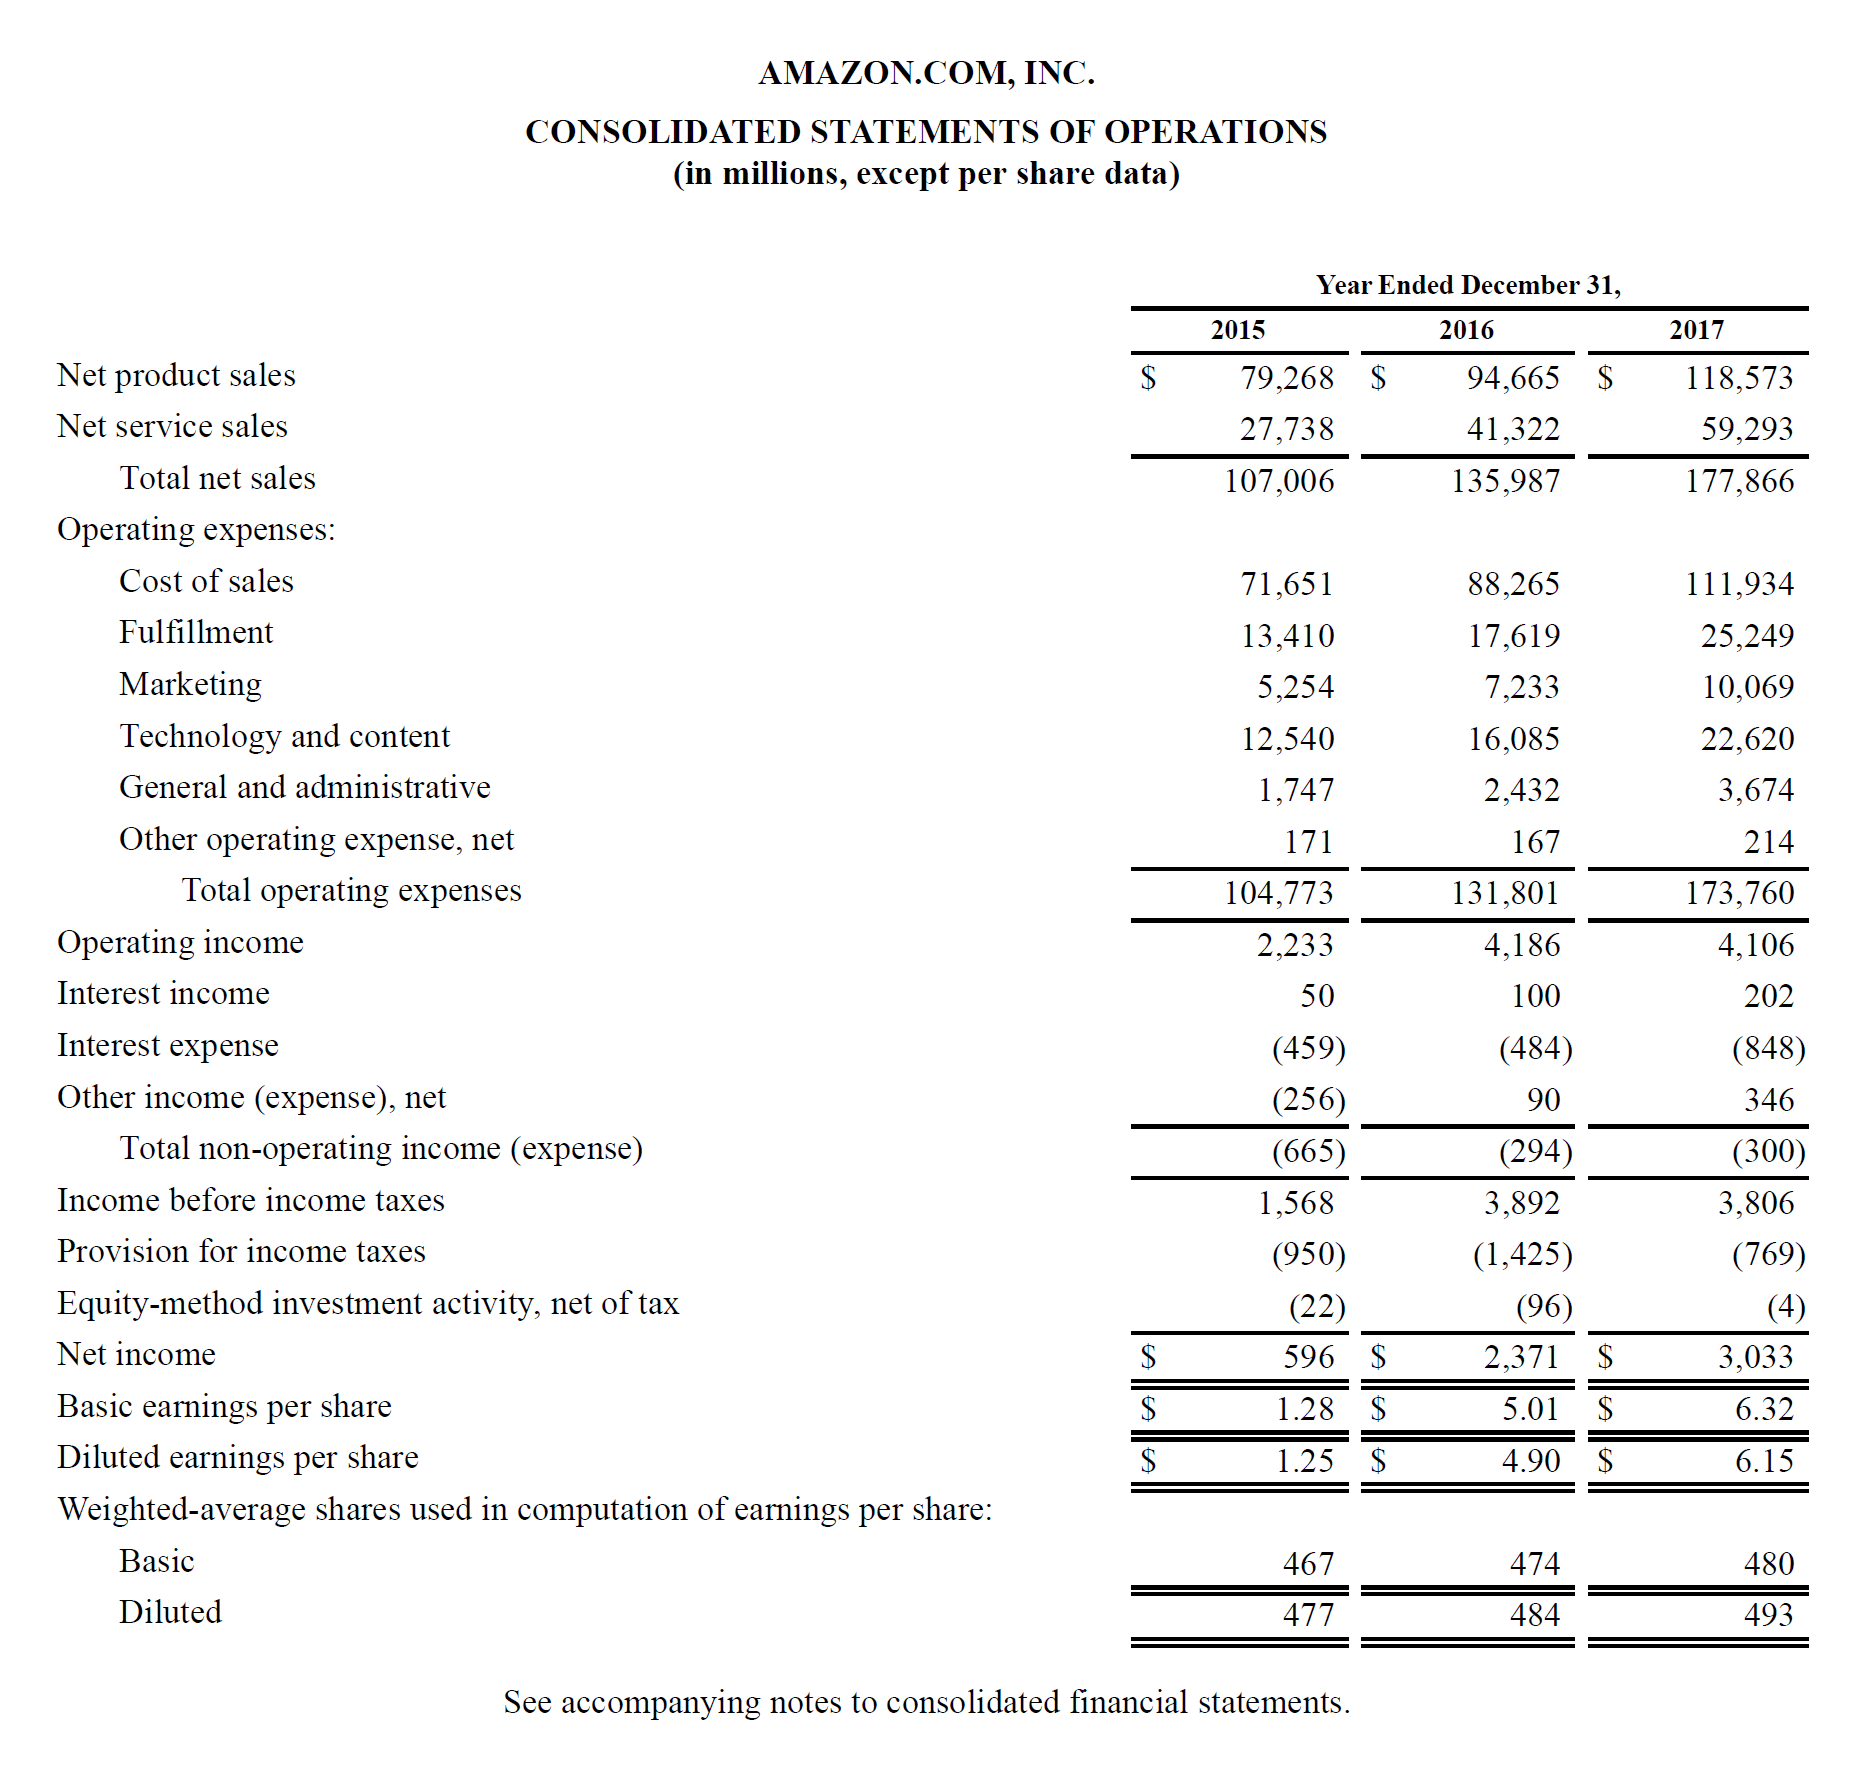 AMAZON.COM, INC.
CONSOLIDATED STATEMENTS OF OPERATIONS
(in millions, except per share data)
Year Ended December 31,
2015 2016 2017
Net product sales $ 79,268 $ 94,665 $ 118,573
Net service sales 27,738 41,322 59,293
Total net sales 107,006 135,987 177,866
Operating expenses:
Cost of sales 71,651 88,265 111,934
Fulfillment 13,410 17,619 25,249
Marketing 5,254 7,233 10,069
Technology and content 12,540 16,085 22,620
General and administrative 1,747 2,432 3,674
Other operating expense, net 171 167 214
Total operating expenses 104,773 131,801 173,760
Operating income 2,233 4,186 4,106
Interest income 50 100 202
Interest expense (459) (484) (848)
Other income (expense), net (256) 90 346
Total non-operating income (expense) (665) (294) (300)
Income before income taxes 1,568 3,892 3,806
Provision for income taxes (950) (1,425) (769)
Equity-method investment activity, net of tax (22) (96) (4)
Net income $ 596 $ 2,371 $ 3,033
Basic earnings per share $ 1.28 $ 5.01 $ 6.32
Diluted earnings per share $ 1.25 $ 4.90 $ 6.15
Weighted-average shares used in computation of earnings per share:
Basic 467 474 480
Diluted 477 484 493
See accompanying notes to consolidated financial statements.